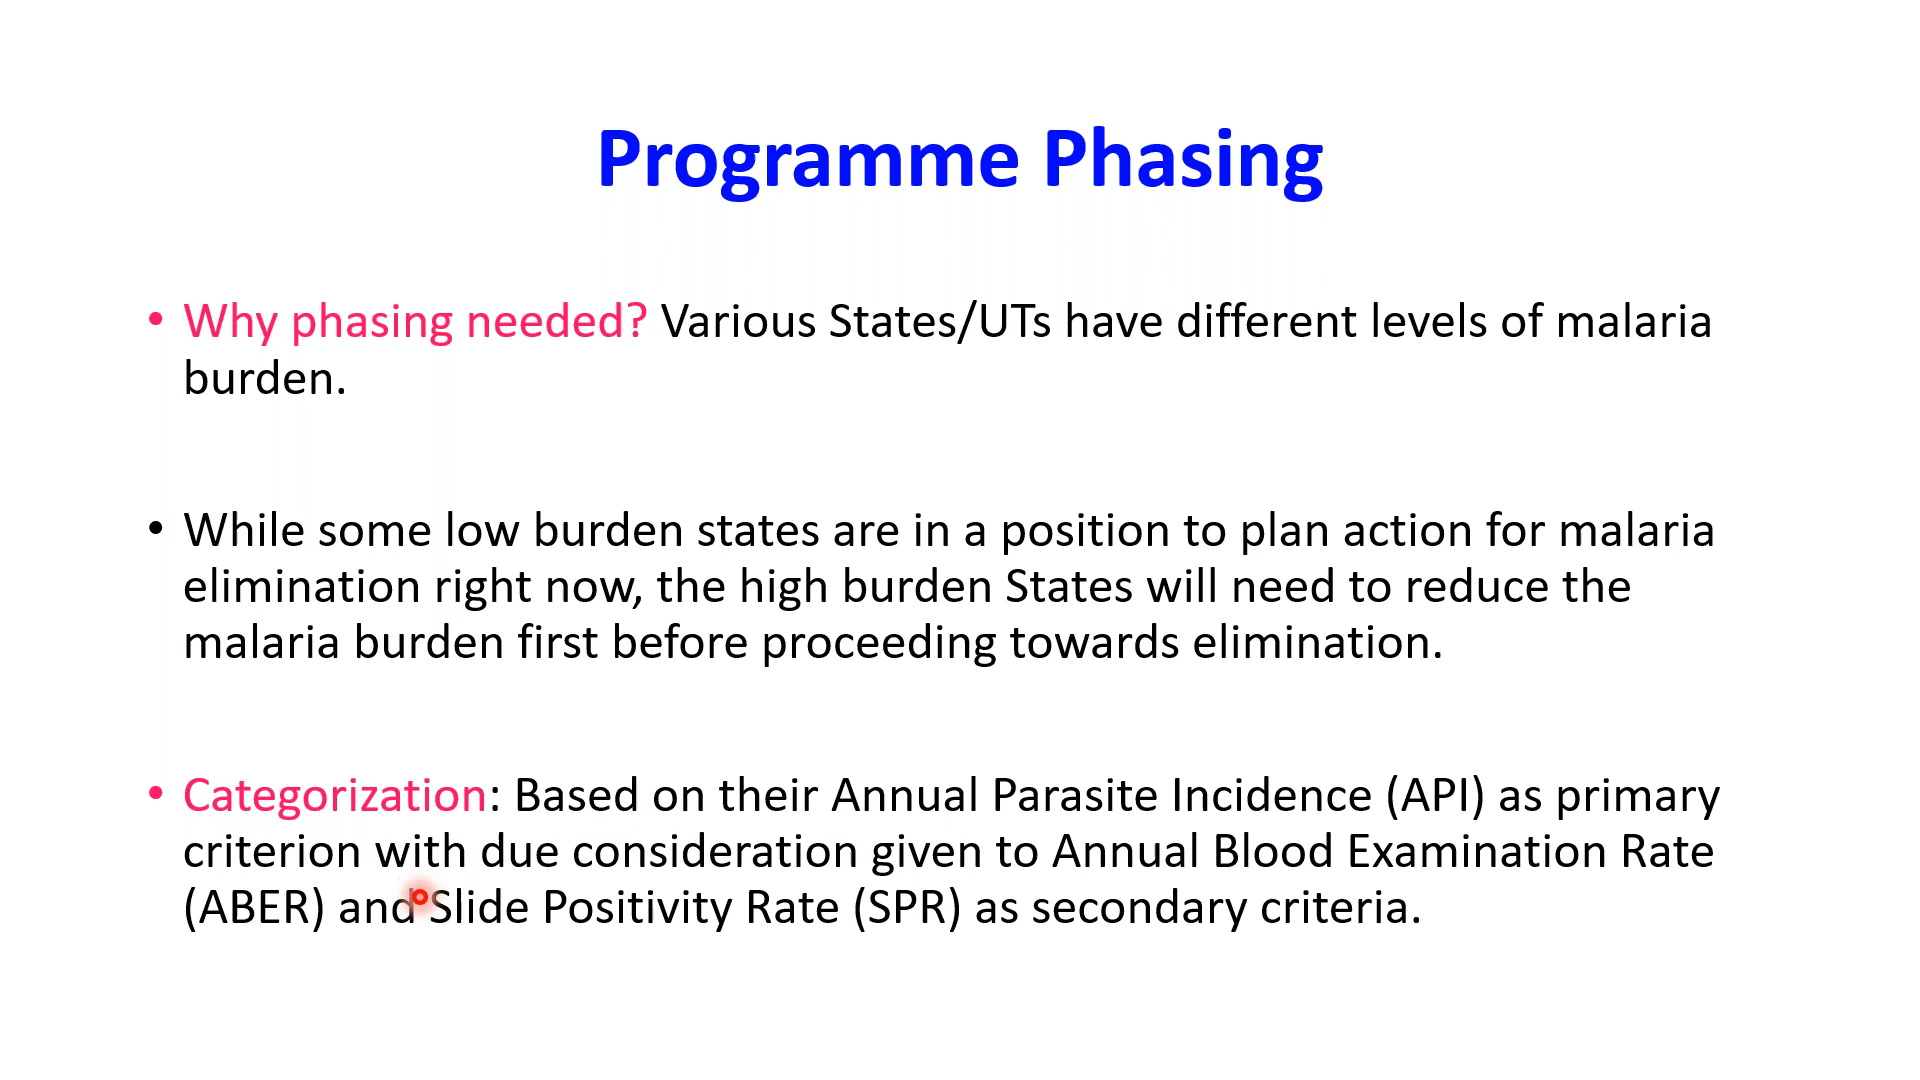 Programme Phasing
• Why phasing needed? Various States/UTs have different levels of malaria
burden.
• While some low burden states are in a position to plan action for malaria
elimination right now, the high burden States will need to reduce the
malaria burden first before proceeding towards elimination.
• Categorization: Based on their Annual Parasite Incidence (API) as primary
criterion with due consideration given to Annual Blood Examination Rate
(ABER) and Slide Positivity Rate (SPR) as secondary criteria.